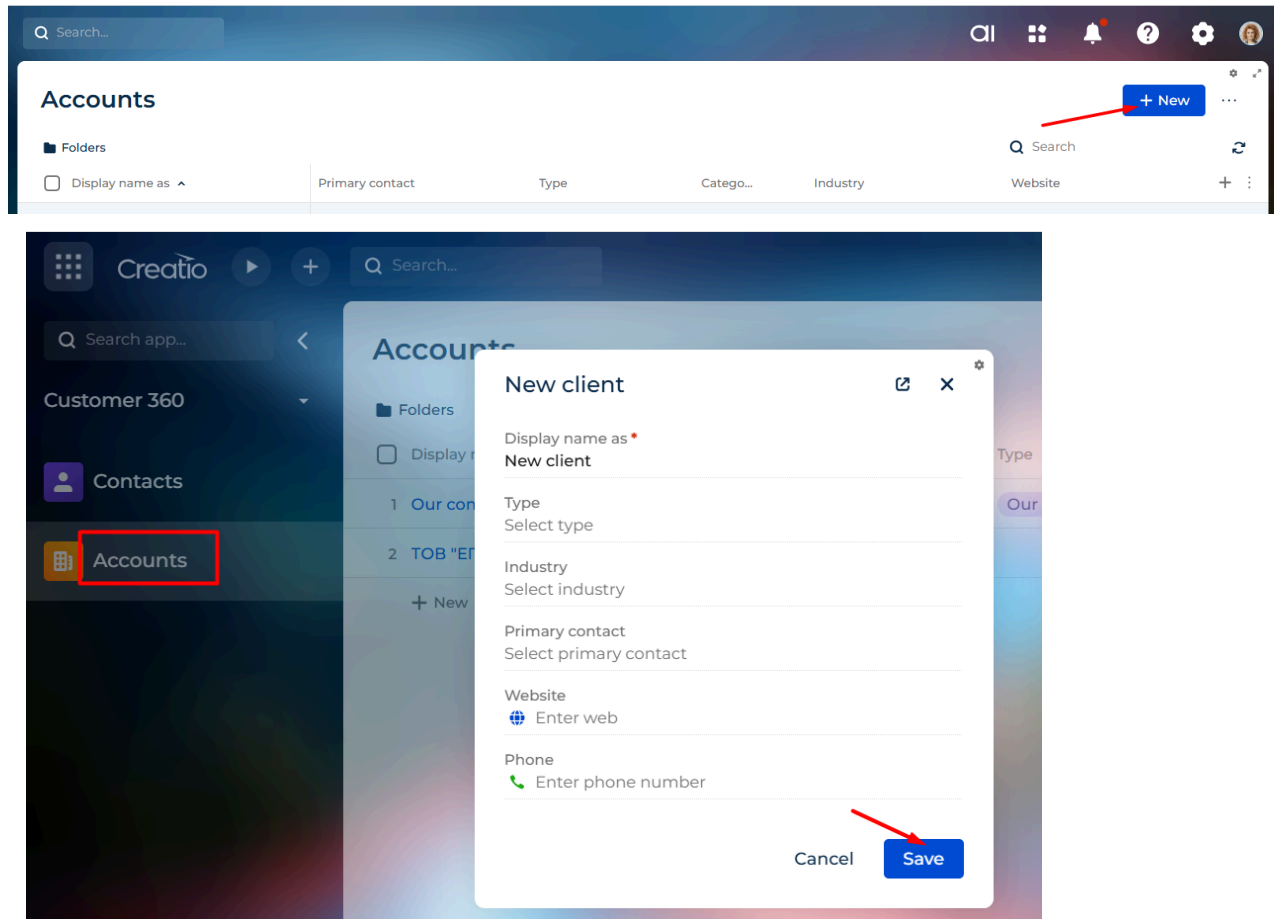 Search...
al
Accounts
+ New
Folders
Search
Display name as
Primary contact
Type
Catego...
Industry
Website
Creatio
Search...
Search app...
Customer 360
Contacts
Accounts
Accounts
Folders
Display
Type
1 Our con
Our
2 ТОВ "ЕП
+ New
New client
Display name as *
New client
Type
Select type
Industry
Select industry
Primary contact
Select primary contact
Website
Enter web
Phone
Enter phone number
Cancel
Save